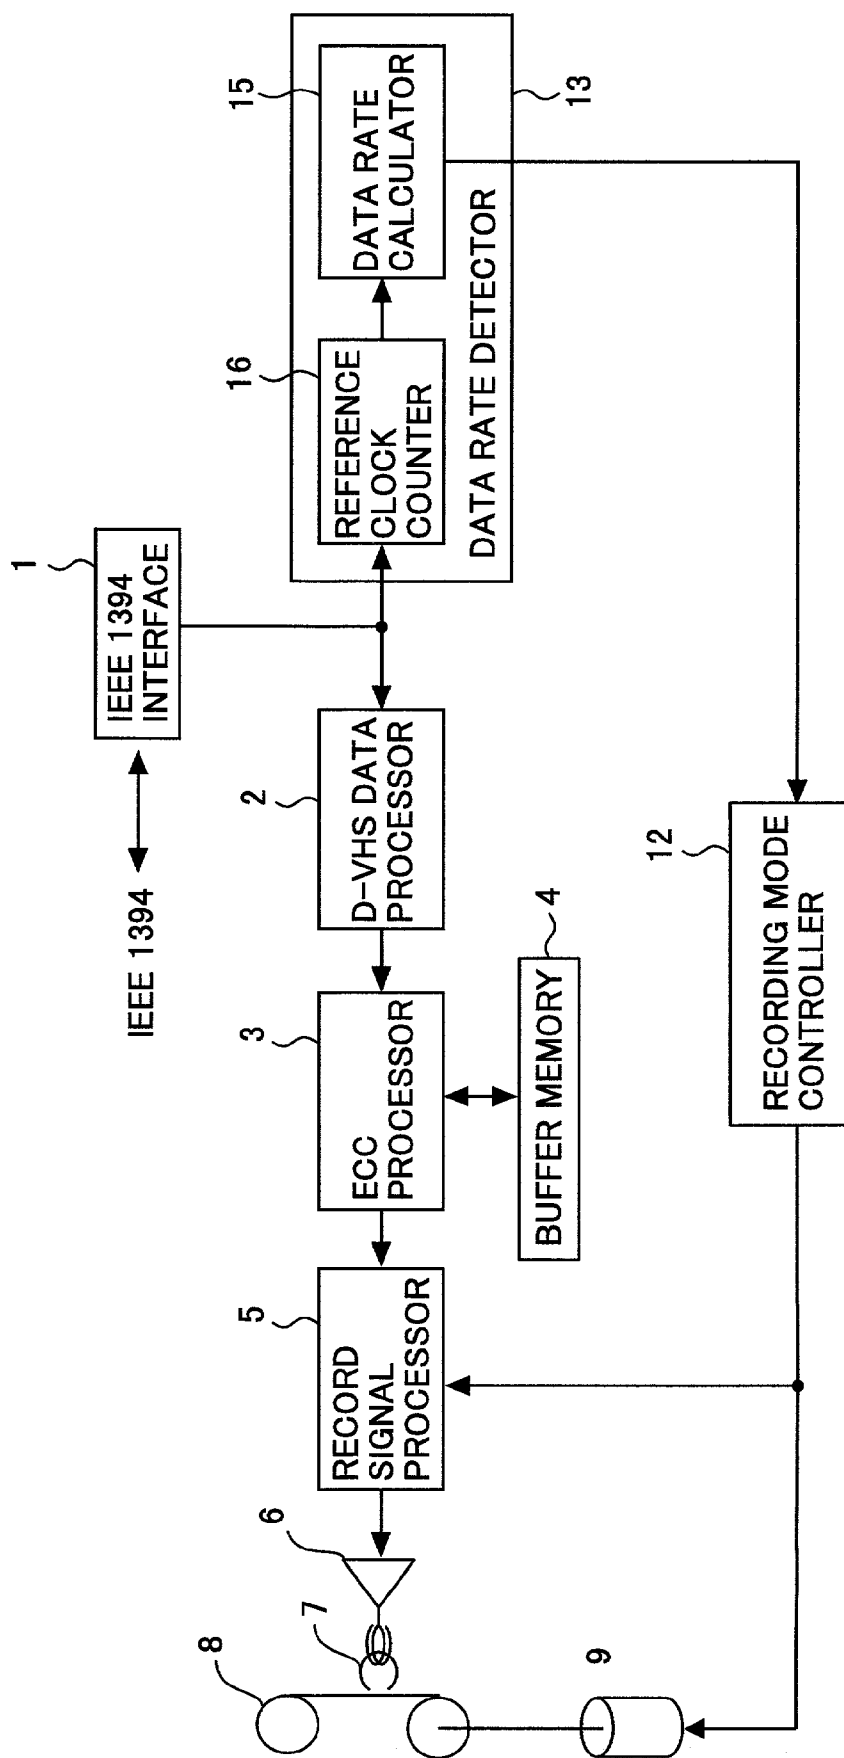 1
IEEE 1394
IEEE 1394
INTERFACE
8
7
6
5
RECORD
SIGNAL
PROCESSOR
3
ECC
PROCESSOR
2
D-VHS DATA
PROCESSOR
16
REFERENCE
CLOCK
COUNTER
15
DATA RATE
CALCULATOR
DATA RATE DETECTOR
13
9
BUFFER MEMORY
4
12
RECORDING MODE
CONTROLLER